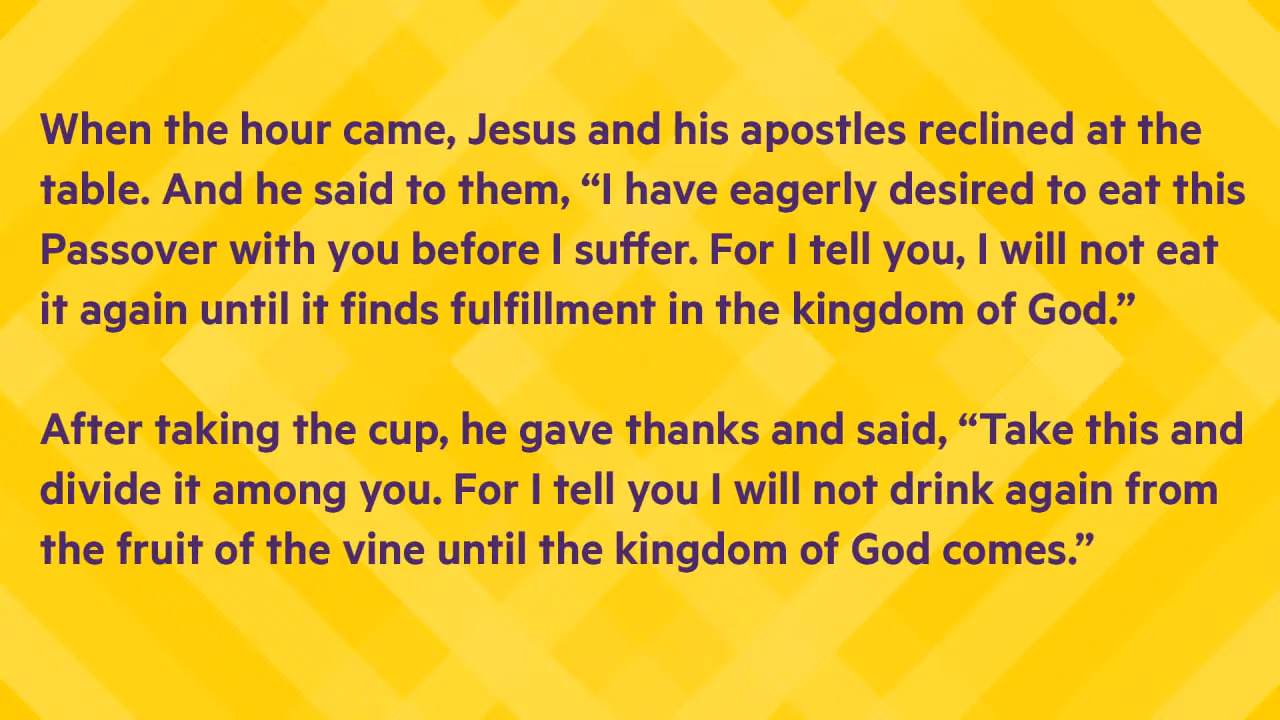 When the hour came, Jesus and his apostles reclined at the
table. And he said to them, “I have eagerly desired to eat this
Passover with you before I suffer. For I tell you, I will not eat
it again until it finds fulfillment in the kingdom of God.”
After taking the cup, he gave thanks and said, “Take this and
divide it among you. For I tell you I will not drink again from
the fruit of the vine until the kingdom of God comes.”